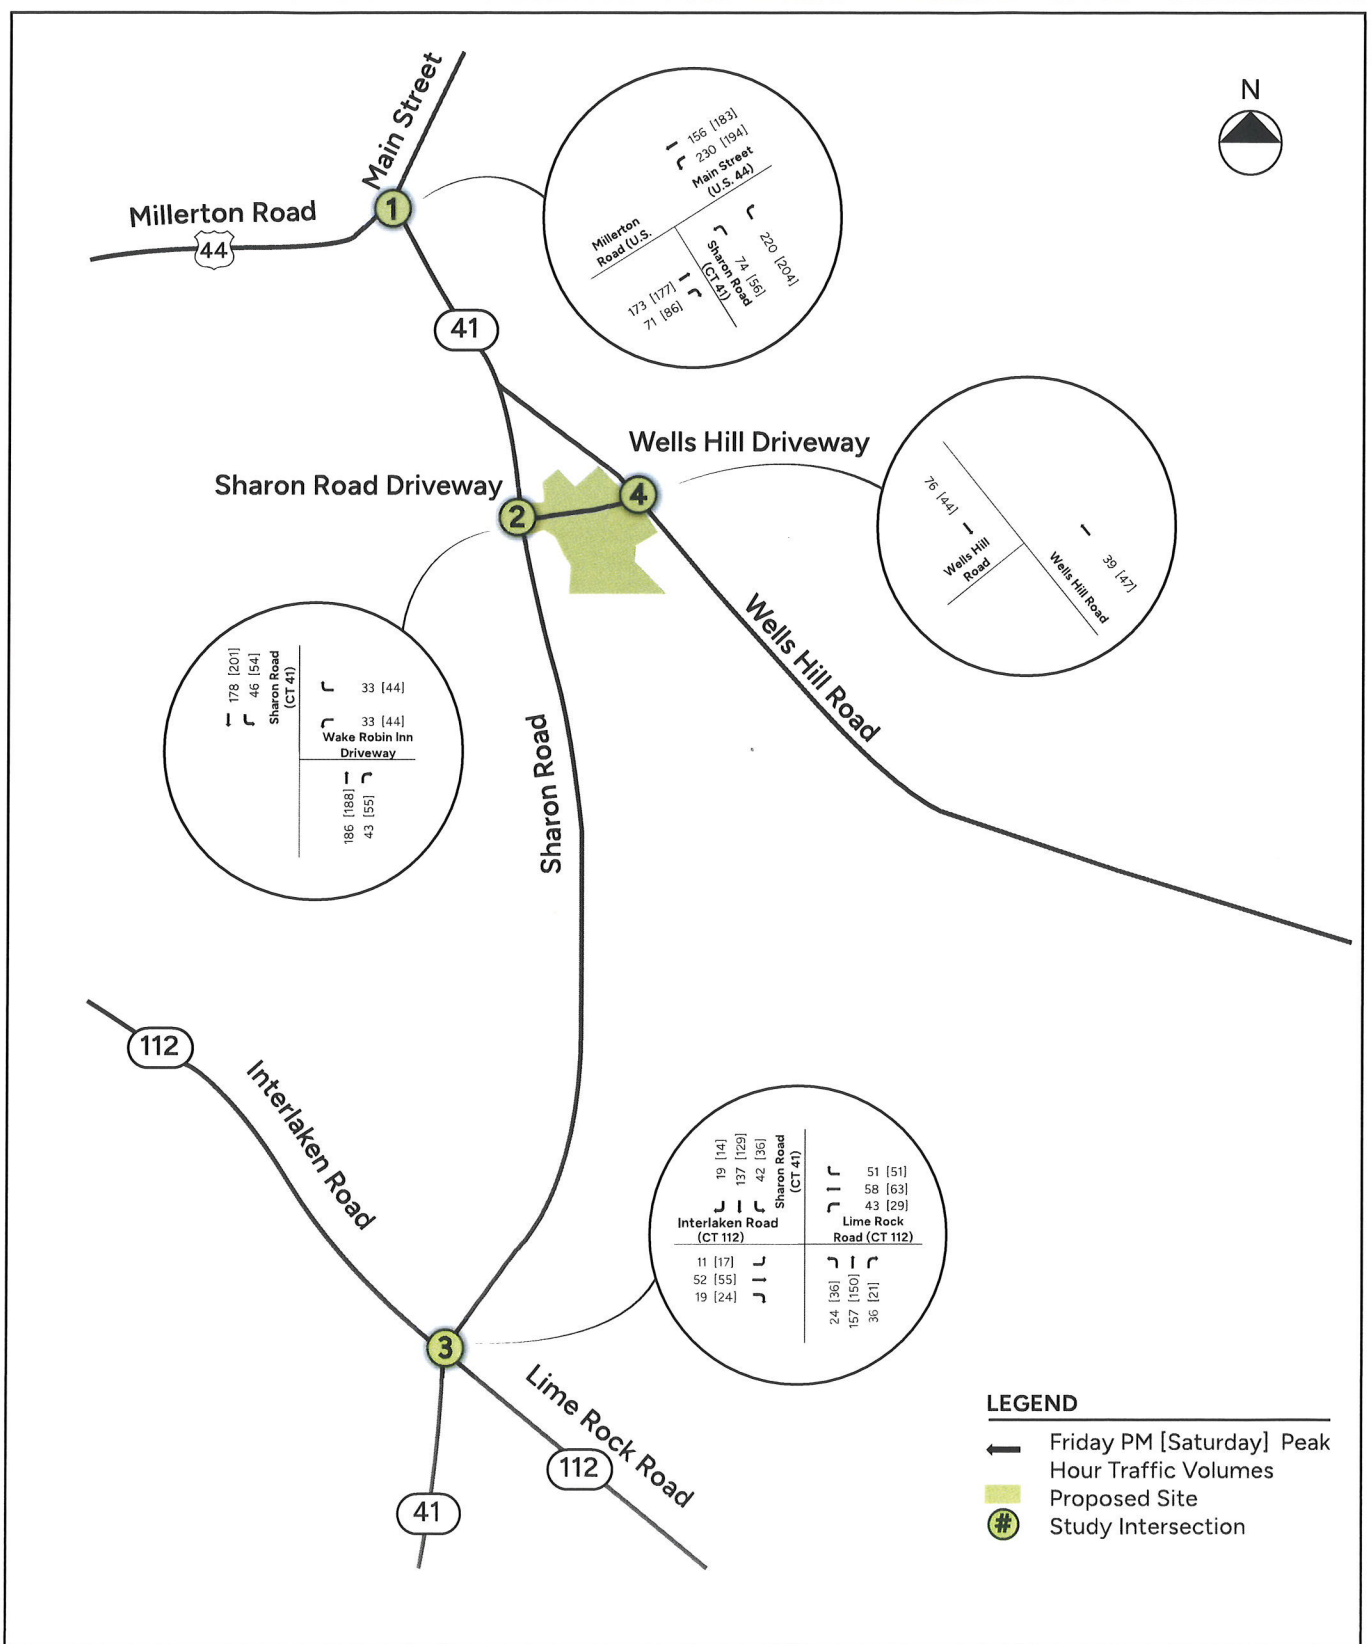 N
Main Street
1
Millerton Road
44
156 [183]
230 [194]
Main Street
(U.S. 44)
Millerton
Road (U.S.
Sharon Road
(CT 41)
74 [56]
220 [204]
173 [177]
71 [86]
41
Wells Hill Driveway
Sharon Road Driveway
2
4
76 [44]
Wells Hill
Road
39 [47]
Wells Hill Road
Wells Hill Road
178 [201]
46 [54]
Sharon Road
(CT 41)
33 [44]
33 [44]
Wake Robin Inn
Driveway
186 [188]
43 [55]
Sharon Road
112
Interlaken Road
19 [14]
137 [129]
42 [36]
Sharon Road
(CT 41)
51 [51]
58 [63]
43 [29]
Interlaken Road
(CT 112)
Lime Rock
Road (CT 112)
11 [17]
52 [55]
19 [24]
24 [36]
157 [150]
36 [21]
3
Lime Rock Road
112
41
LEGEND
Friday PM [Saturday] Peak
Hour Traffic Volumes
Proposed Site
# Study Intersection